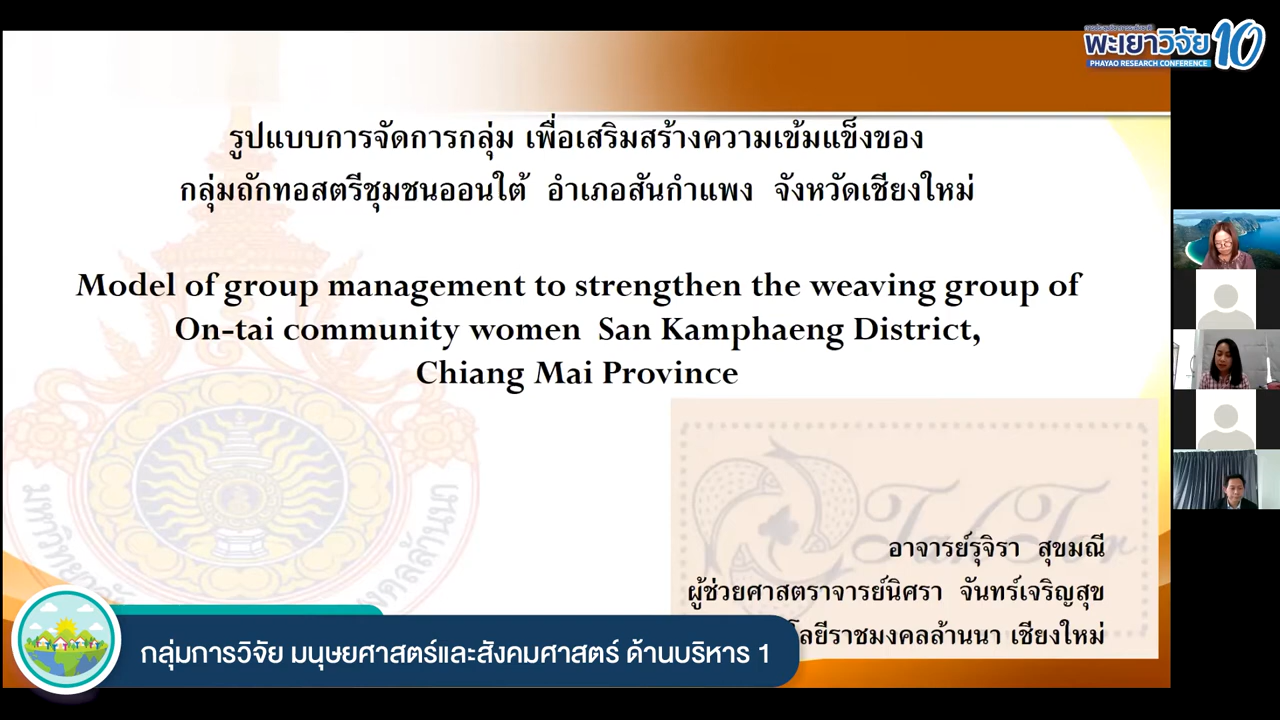 พะเยาวิจัย 10
PHAYAO RESEARCH CONFERENCE
รูปแบบการจัดการกลุ่ม เพื่อเสริมสร้างความเข้มแข็งของ
กลุ่มถักทอสตรีชุมชนออนใต้ อำเภอสันกำแพง จังหวัดเชียงใหม่
Model of group management to strengthen the weaving group of
On-tai community women San Kamphaeng District,
Chiang Mai Province
อาจารย์รุจิรา สุขมณี
ผู้ช่วยศาสตราจารย์นิศรา จันทร์เจริญสุข
โลยีราชมงคลล้านนา เชียงใหม่
กลุ่มการวิจัย มนุษยศาสตร์และสังคมศาสตร์ ด้านบริหาร 1